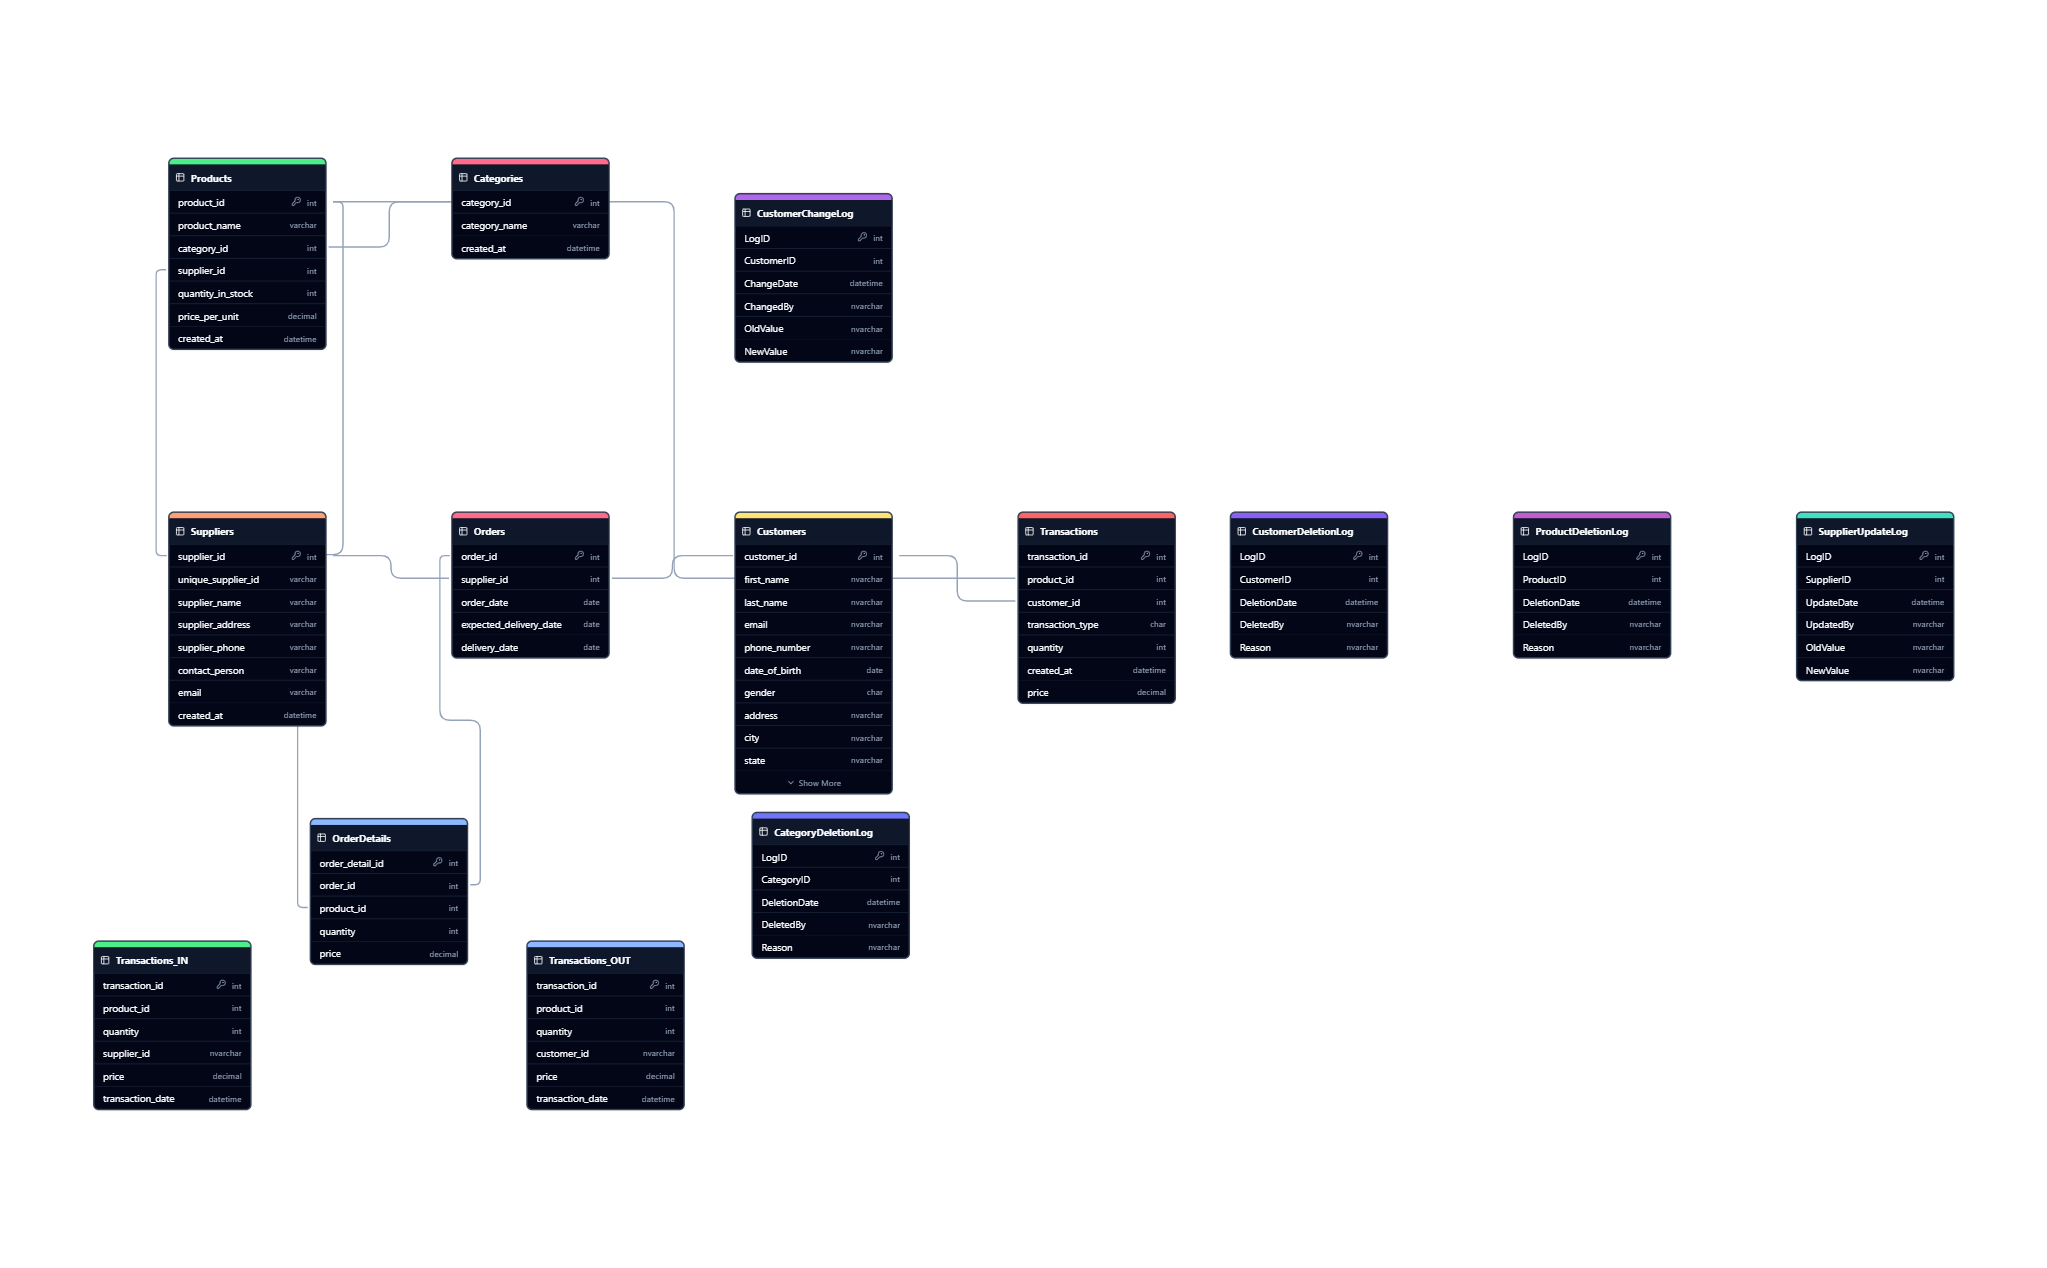 Products
product_id int
product_name varchar
category_id int
supplier_id int
quantity_in_stock int
price_per_unit decimal
created_at datetime
Categories
category_id int
category_name varchar
created_at datetime
CustomerChangeLog
LogID int
CustomerID int
ChangeDate datetime
ChangedBy nvarchar
OldValue nvarchar
NewValue nvarchar
Suppliers
supplier_id int
unique_supplier_id varchar
supplier_name varchar
supplier_address varchar
supplier_phone varchar
contact_person varchar
email varchar
created_at datetime
Orders
order_id int
supplier_id int
order_date date
expected_delivery_date date
delivery_date date
Customers
customer_id int
first_name nvarchar
last_name nvarchar
email nvarchar
phone_number nvarchar
date_of_birth date
gender char
address nvarchar
city nvarchar
state nvarchar
Show More
Transactions
transaction_id int
product_id int
customer_id int
transaction_type char
quantity int
created_at datetime
price decimal
CustomerDeletionLog
LogID int
CustomerID int
DeletionDate datetime
DeletedBy nvarchar
Reason nvarchar
ProductDeletionLog
LogID int
ProductID int
DeletionDate datetime
DeletedBy nvarchar
Reason nvarchar
SupplierUpdateLog
LogID int
SupplierID int
UpdateDate datetime
UpdatedBy nvarchar
OldValue nvarchar
NewValue nvarchar
OrderDetails
order_detail_id int
order_id int
product_id int
quantity int
price decimal
CategoryDeletionLog
LogID int
CategoryID int
DeletionDate datetime
DeletedBy nvarchar
Reason nvarchar
Transactions_IN
transaction_id int
product_id int
quantity int
supplier_id nvarchar
price decimal
transaction_date datetime
Transactions_OUT
transaction_id int
product_id int
quantity int
customer_id nvarchar
price decimal
transaction_date datetime